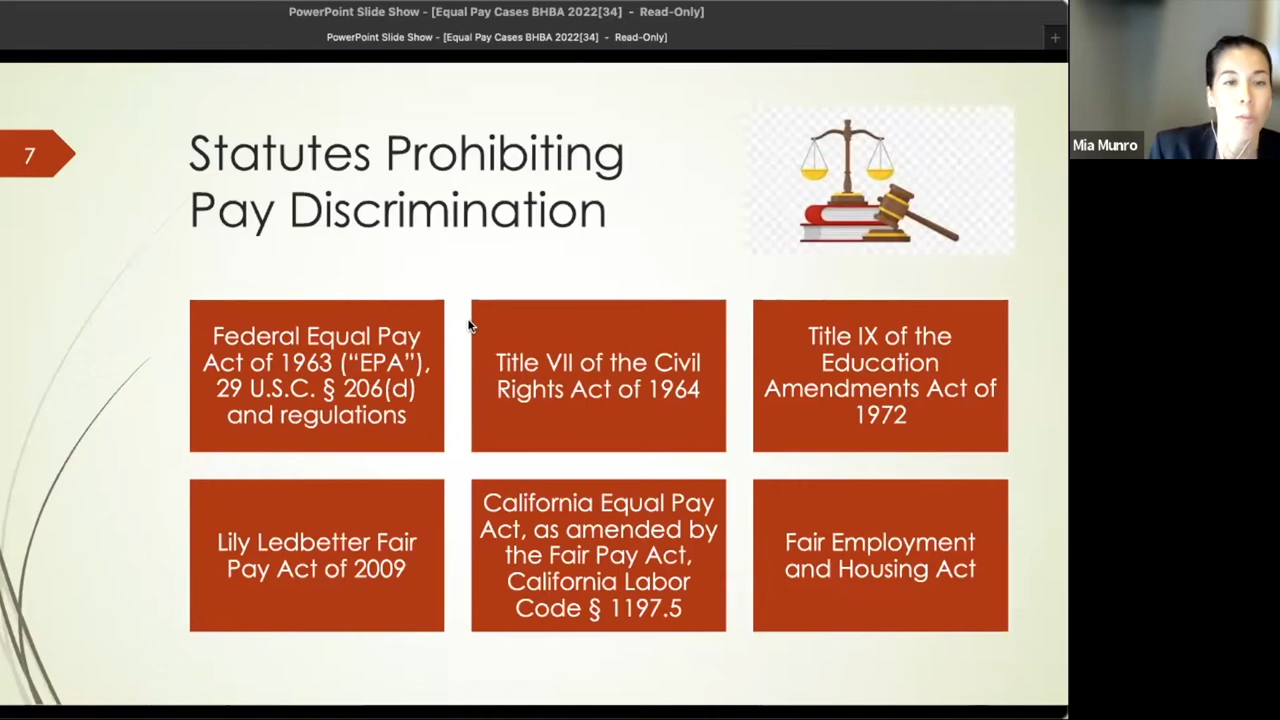 PowerPoint Slide Show - [Equal Pay Cases BHBA 2022[34] - Read-Only]
PowerPoint Slide Show - [Equal Pay Cases BHBA 2022[34] - Read-Only]
+
Mia Munro
7
Statutes Prohibiting
Pay Discrimination
Federal Equal Pay
Act of 1963 (“EPA”),
29 U.S.C. § 206(d)
and regulations
Title VII of the Civil
Rights Act of 1964
Title IX of the
Education
Amendments Act of
1972
Lily Ledbetter Fair
Pay Act of 2009
California Equal Pay
Act, as amended by
the Fair Pay Act,
California Labor
Code § 1197.5
Fair Employment
and Housing Act